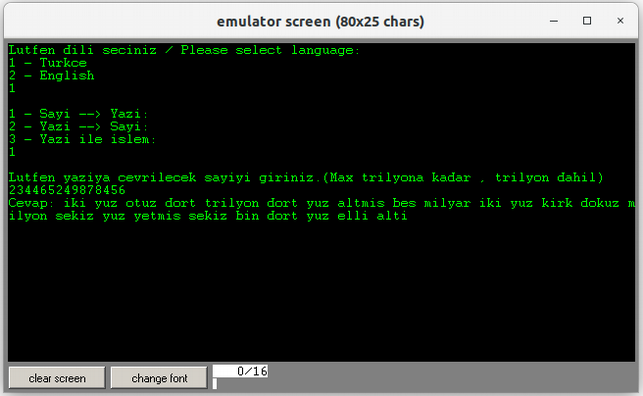 emulator screen (80x25 chars)
Lutfen dili seciniz / Please select language:
1 - Turkce
2 - English
1
1 - Sayi --> Yazi:
2 - Yazi --> Sayi:
3 - Yazi ile islem:
1
Lutfen yaziya cevrilecek sayiyi giriniz.(Max trilyona kadar , trilyon dahil)
234465249878456
Cevap: iki yuz otuz dort trilyon dort yuz altmis bes milyar iki yuz kirk dokuz m
ilyon sekiz yuz yetmis sekiz bin dort yuz elli alti
clear screen
change font
0/16